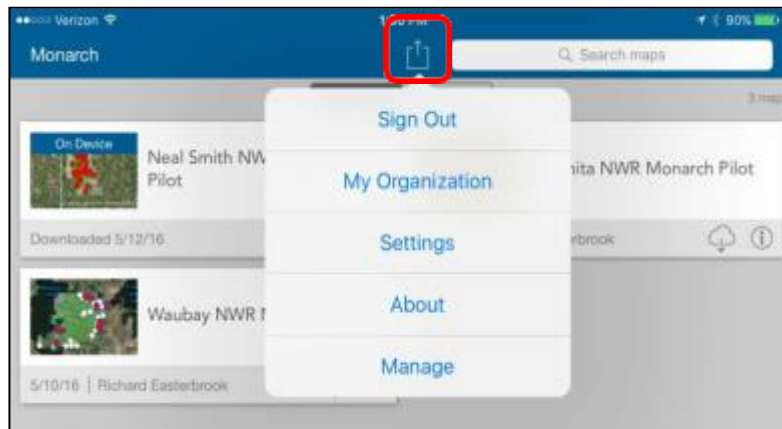 Verizon
90%
Monarch
Search maps
Sign Out
My Organization
Settings
About
Manage
On Device
Neal Smith NW
Pilot
Downloaded 5/12/16
ita NWR Monarch Pilot
rbrook
Waubay NWR
5/10/16 | Richard Easterbrook